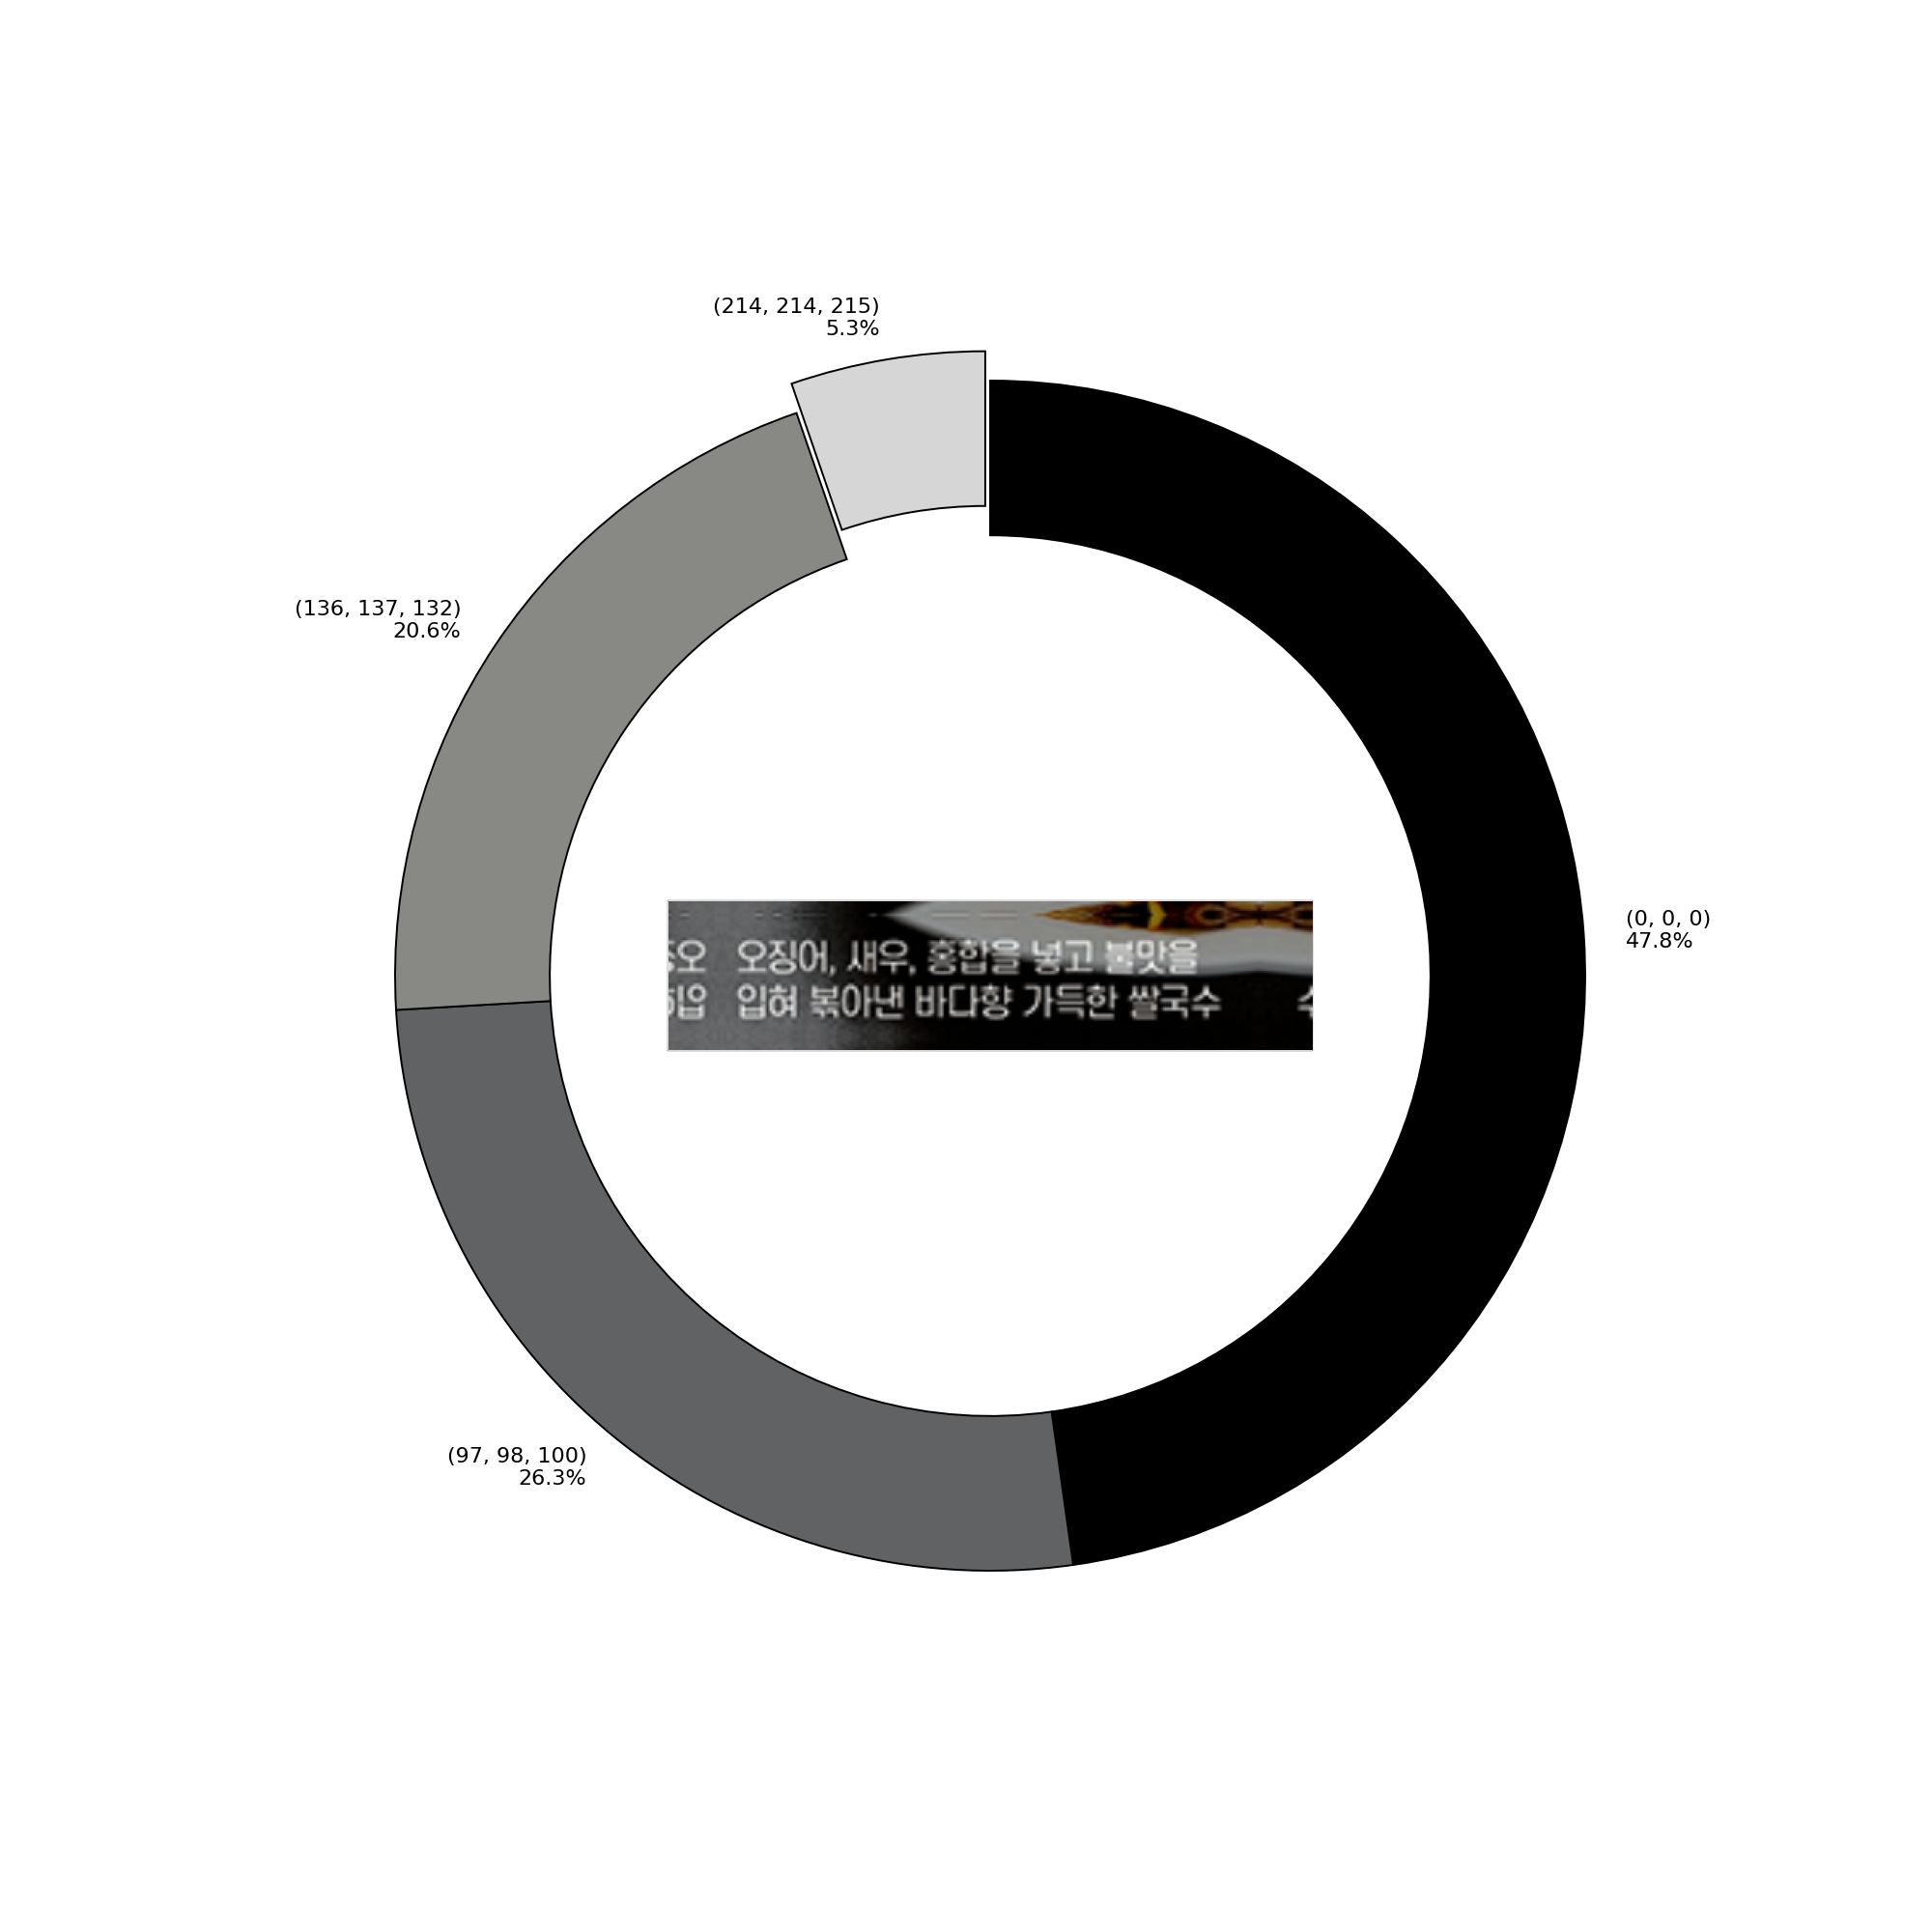 (214, 214, 215)
5.3%
(136, 137, 132)
20.6%
(0, 0, 0)
47.8%
오징어, 새우, 홍합을 넣고 불맛을
입혀 볶아낸 바다향 가득한 쌀국수
(97, 98, 100)
26.3%